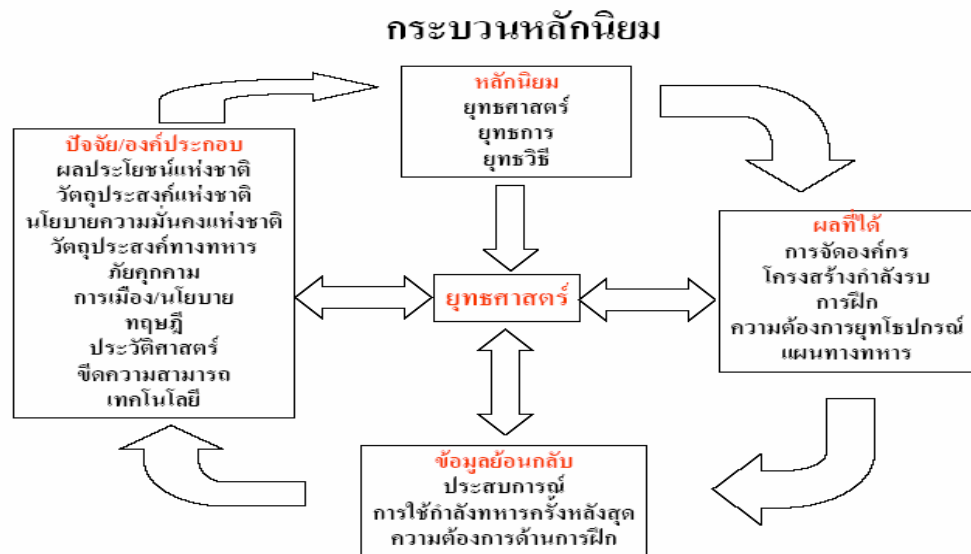 กระบวนหลักนิยม
หลักนิยม
ยุทธศาสตร์
ยุทธการ
ยุทธวิธี
ปัจจัย/องค์ประกอบ
ผลประโยชน์แห่งชาติ
วัตถุประสงค์แห่งชาติ
นโยบายความมั่นคงแห่งชาติ
วัตถุประสงค์ทางทหาร
ภัยคุกคาม
การเมือง/นโยบาย
ทฤษฎี
ประวัติศาสตร์
ขีดความสามารถ
เทคโนโลยี
ยุทธศาสตร์
ผลที่ได้
การจัดองค์กร
โครงสร้างกำลังรบ
การฝึก
ความต้องการยุทโธปกรณ์
แผนทางทหาร
ข้อมูลย้อนกลับ
ประสบการณ์
การใช้กำลังทหารครั้งหลังสุด
ความต้องการด้านการฝึก